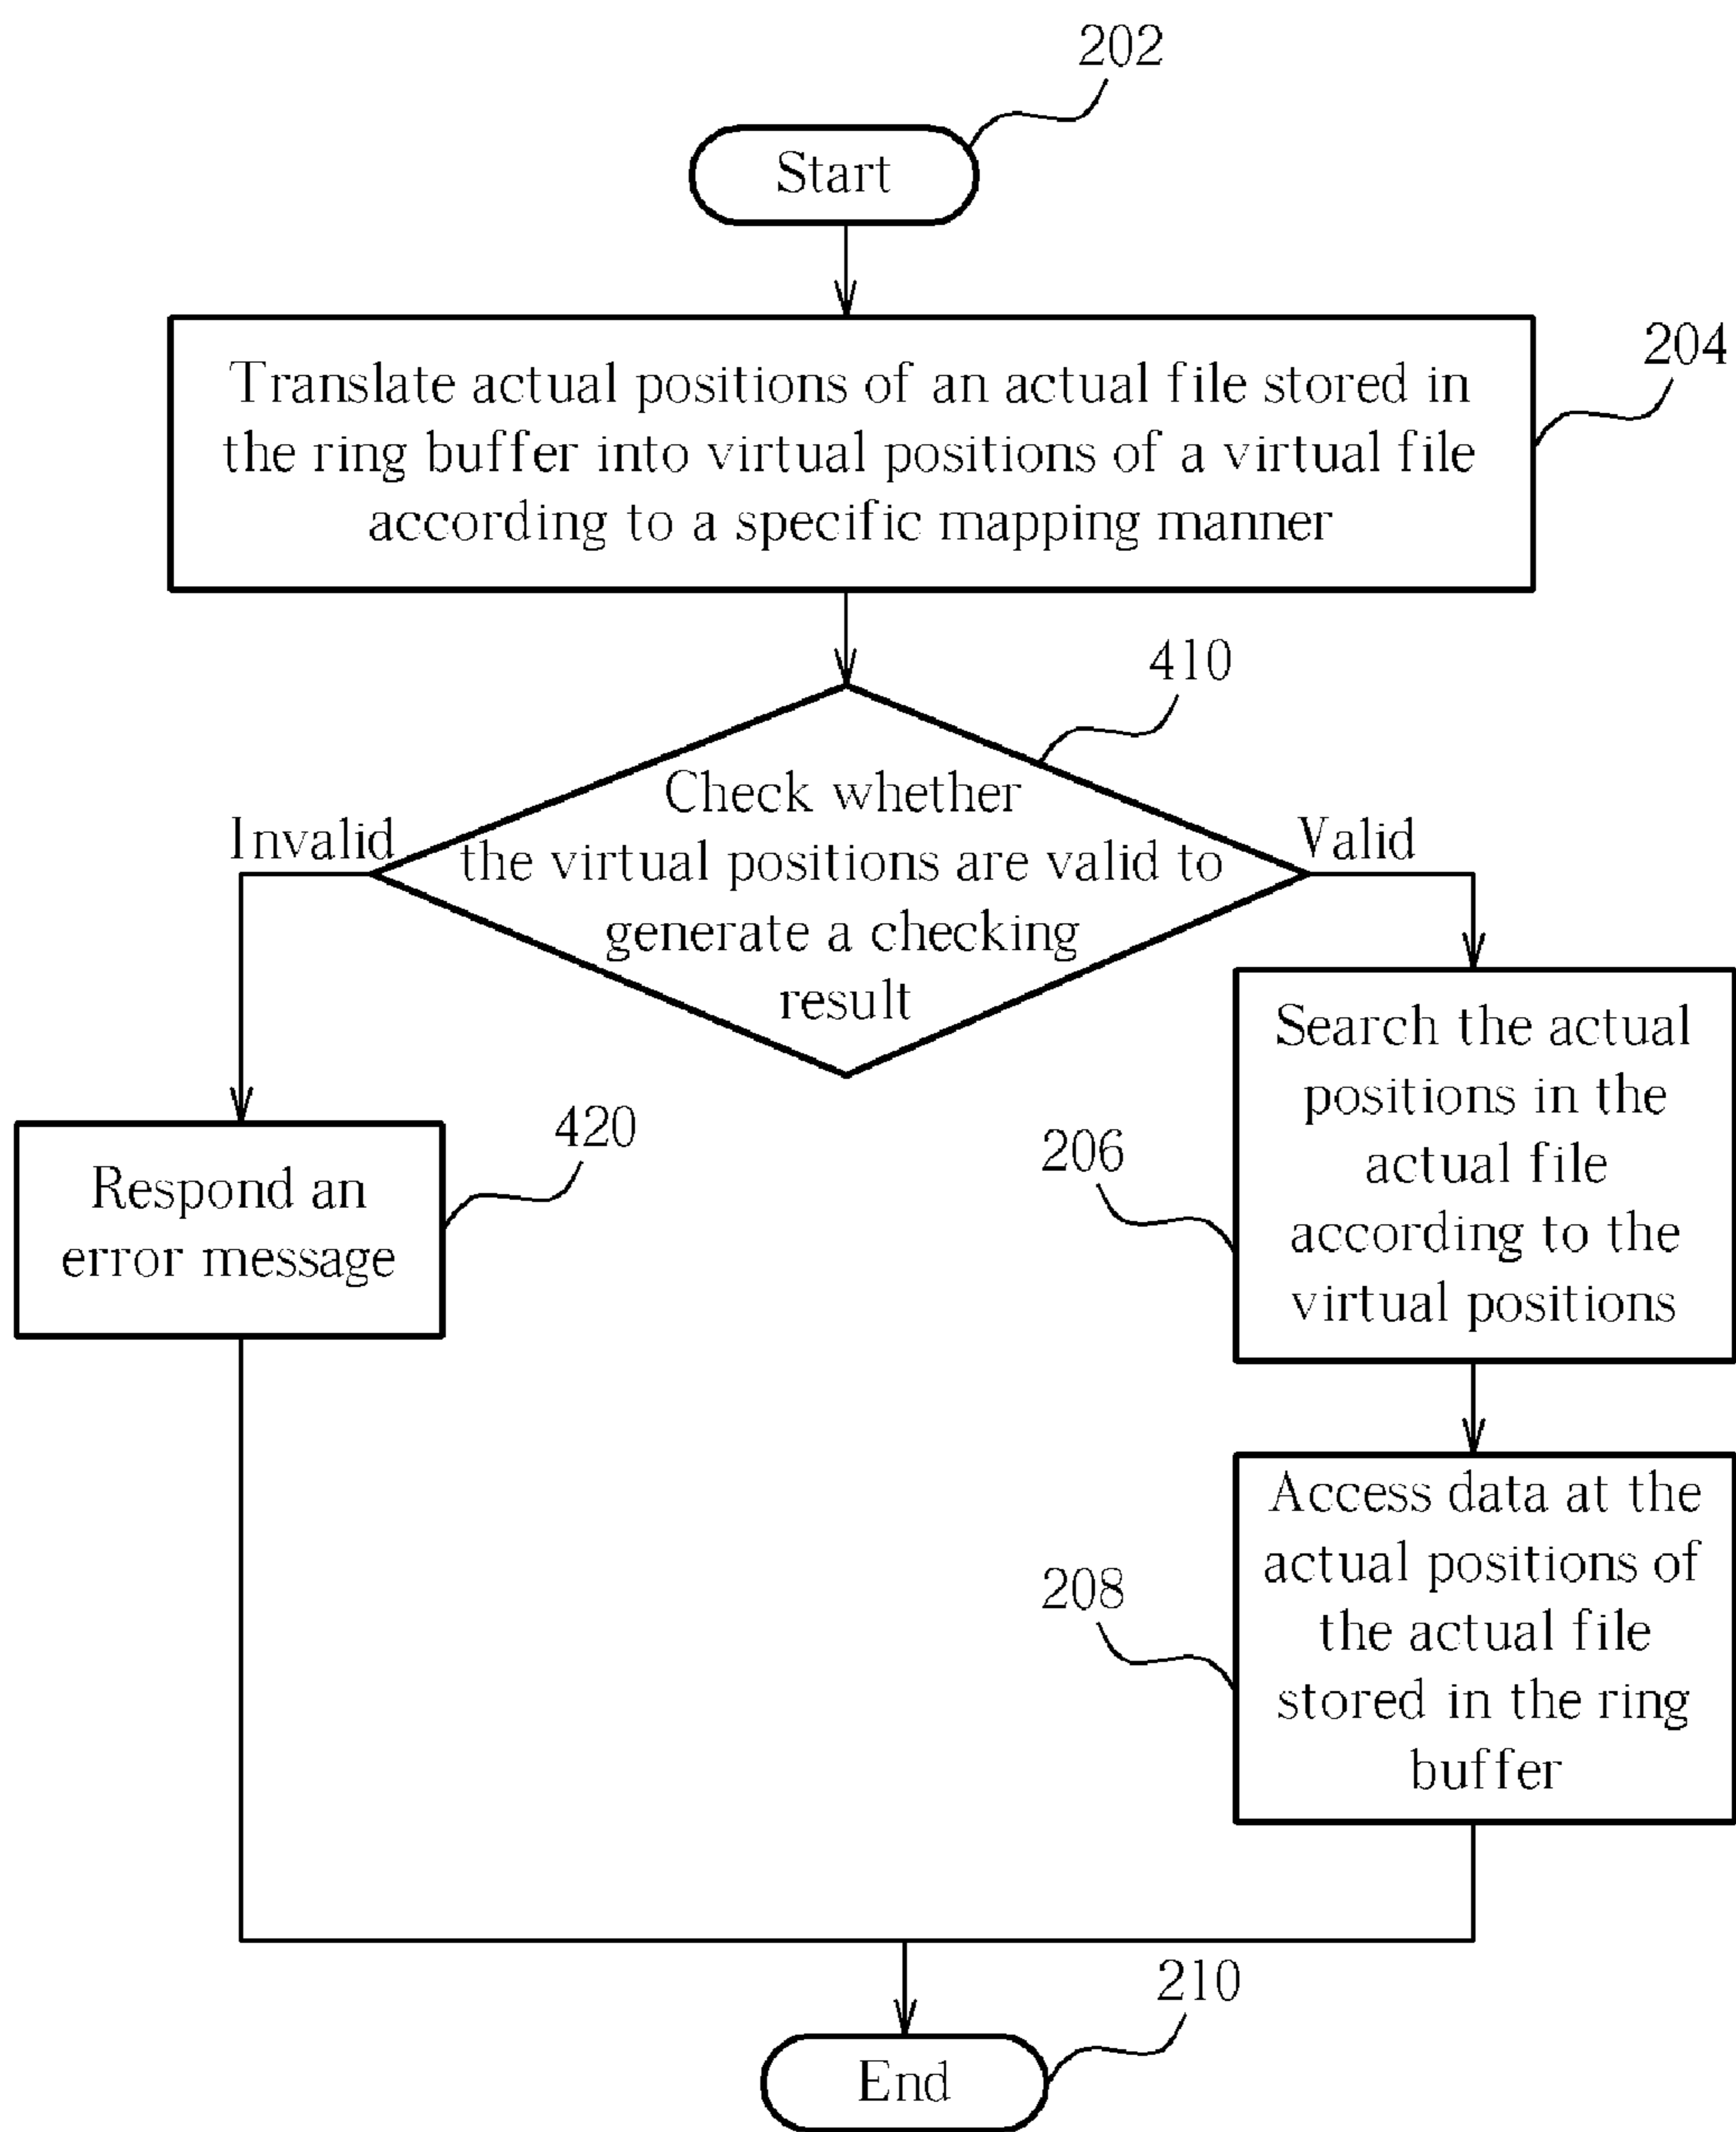 202
Start
204
Translate actual positions of an actual file stored in
the ring buffer into virtual positions of a virtual file
according to a specific mapping manner
410
Check whether
the virtual positions are valid to
generate a checking
result
Invalid
Valid
420
Respond an
error message
206
Search the actual
positions in the
actual file
according to the
virtual positions
208
Access data at the
actual positions of
the actual file
stored in the ring
buffer
210
End